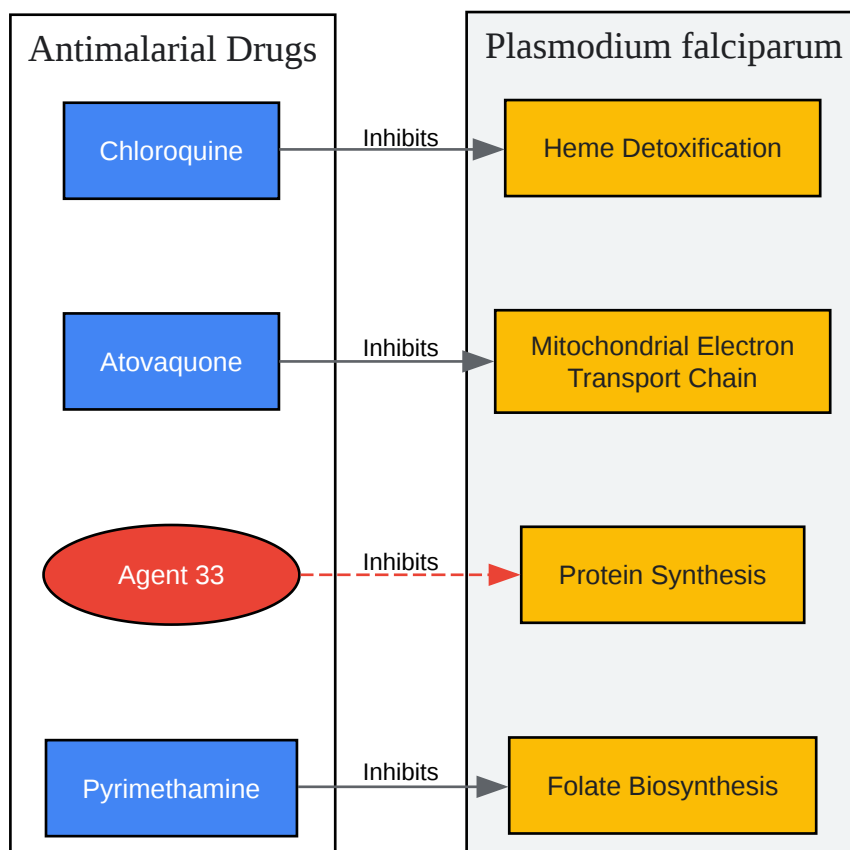 Antimalarial Drugs
Plasmodium falciparum
Chloroquine
Inhibits
Heme Detoxification
Atovaquone
Inhibits
Mitochondrial Electron
Transport Chain
Agent 33
Inhibits
Protein Synthesis
Pyrimethamine
Inhibits
Folate Biosynthesis